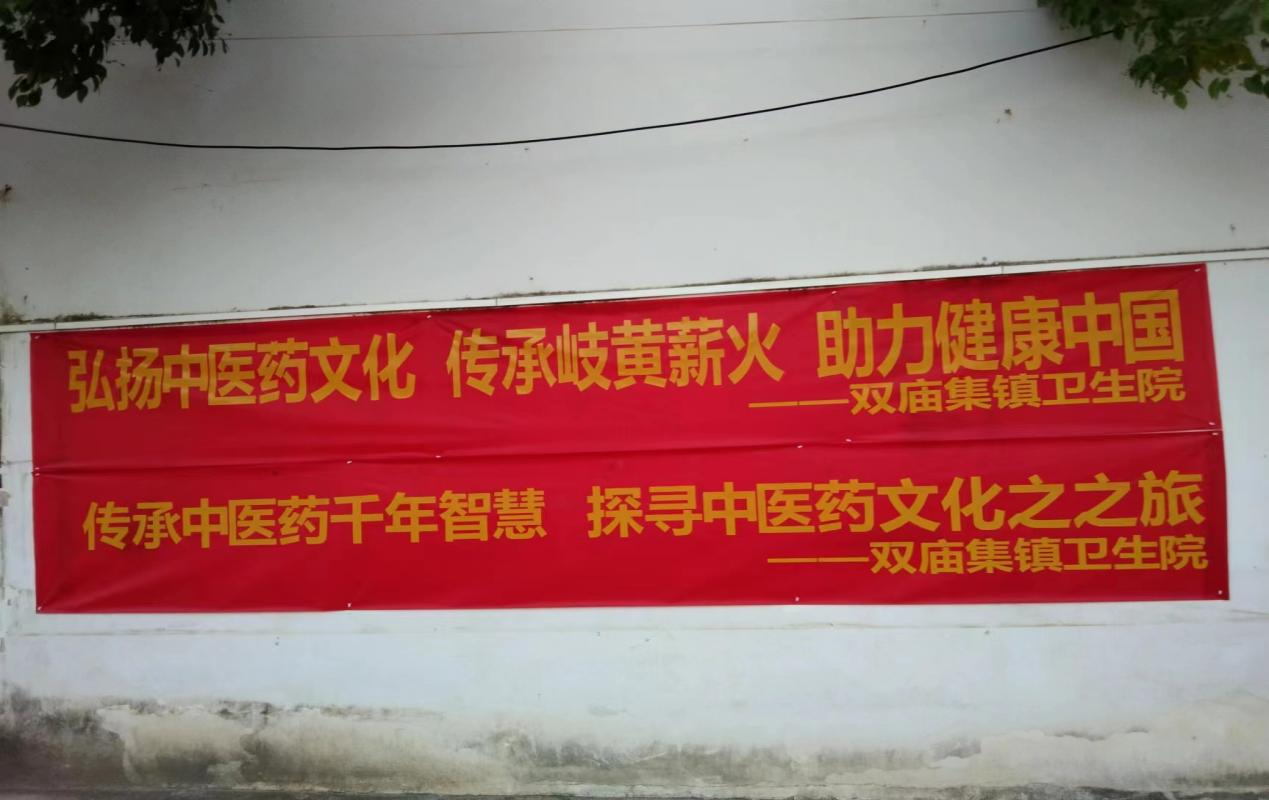 弘扬中医药文化 传承岐黄薪火 助力健康中国
——双庙集镇卫生院
传承中医药千年智慧 探寻中医药文化之之旅
——双庙集镇卫生院